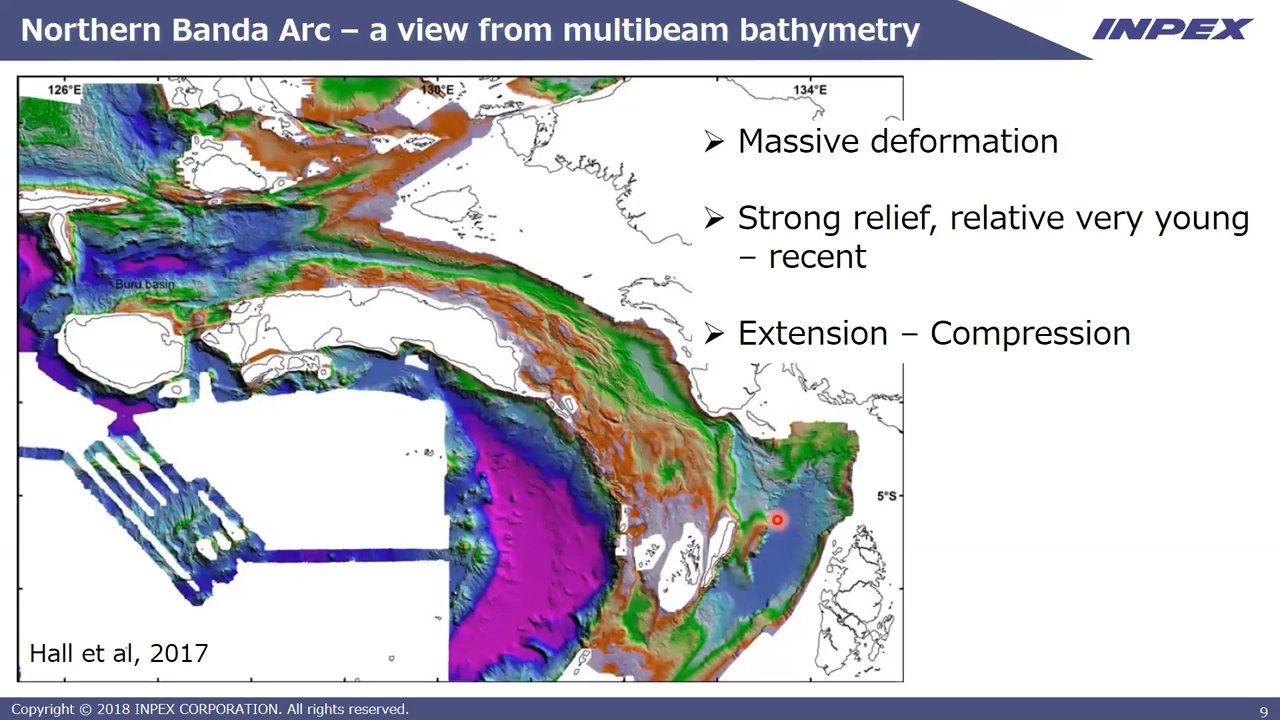 Northern Banda Arc – a view from multibeam bathymetry
INPEX
126°E
130°E
134°E
➢ Massive deformation
➢ Strong relief, relative very young
– recent
Buru basin
➢ Extension – Compression
5°S
Hall et al, 2017
Copyright © 2018 INPEX CORPORATION. All rights reserved.
9